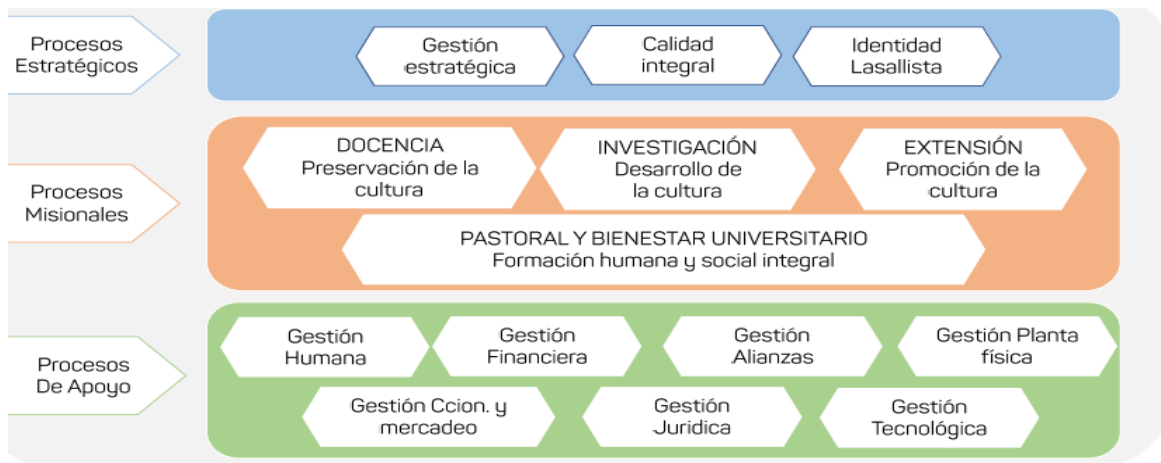 Procesos
Estratégicos
Gestión
estratégica
Calidad
integral
Identidad
Lasallista
Procesos
Misionales
DOCENCIA
Preservación de la
cultura
INVESTIGACIÓN
Desarrollo de
la cultura
EXTENSIÓN
Promoción de la
cultura
PASTORAL Y BIENESTAR UNIVERSITARIO
Formación humana y social integral
Procesos
De Apoyo
Gestión
Humana
Gestión
Financiera
Gestión
Alianzas
Gestión Planta
física
Gestión Ccion. y
mercadeo
Gestión
Juridica
Gestión
Tecnológica